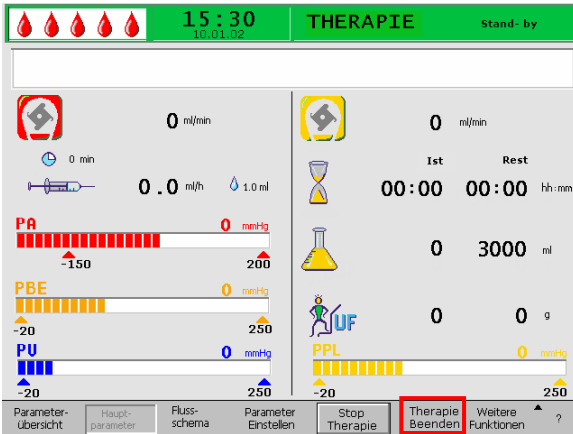 15:30 THERAPIE Stand- by
10.01.02
0 ml/min
0 ml/min
0 min
Ist Rest
0.0 ml/h 1.0 ml
00:00 00:00 hh:mm
PA 0 mmHg
-150 200
0 3000 ml
PBE 0 mmHg
-20 250
UF 0 0 g
PV 0 mmHg
PPL 0 mmHg
-20 250
-20 250
Parameter-
übersicht
Haupt-
parameter
Fluss-
schema
Parameter
Einstellen
Stop
Therapie
Therapie
Beenden
Weitere
Funktionen
?